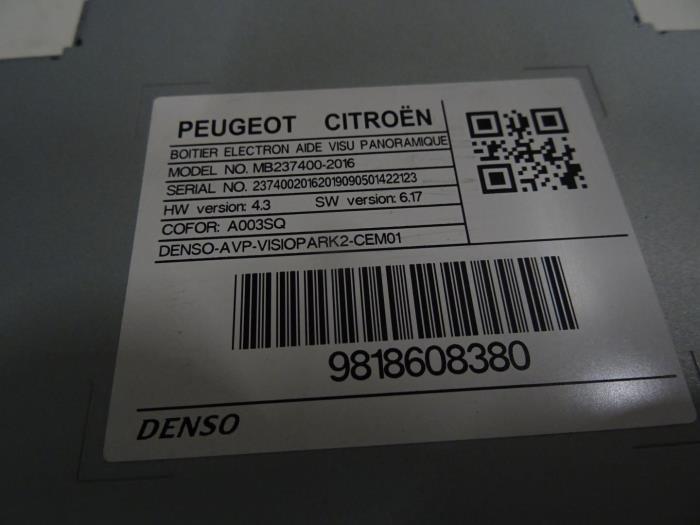 PEUGEOT CITROËN
BOITIER ELECTRON AIDE VISU PANORAMIQUE
MODEL NO. MB237400-2016
SERIAL NO. 23740020162019090501422123
HW version: 4.3 SW version: 6.17
COFOR: A003SQ
DENSO-AVP-VISIOPARK2-CEM01
9818608380
DENSO